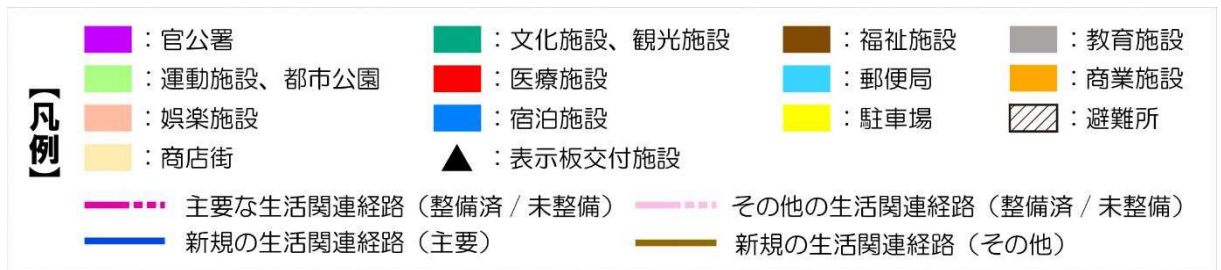 【凡例】
：官公署 ：文化施設、観光施設 ：福祉施設 ：教育施設
：運動施設、都市公園 ：医療施設 ：郵便局 ：商業施設
：娯楽施設 ：宿泊施設 ：駐車場 ：避難所
：商店街 ：表示板交付施設
主要な生活関連経路（整備済 / 未整備） その他の生活関連経路（整備済 / 未整備）
新規の生活関連経路（主要） 新規の生活関連経路（その他）